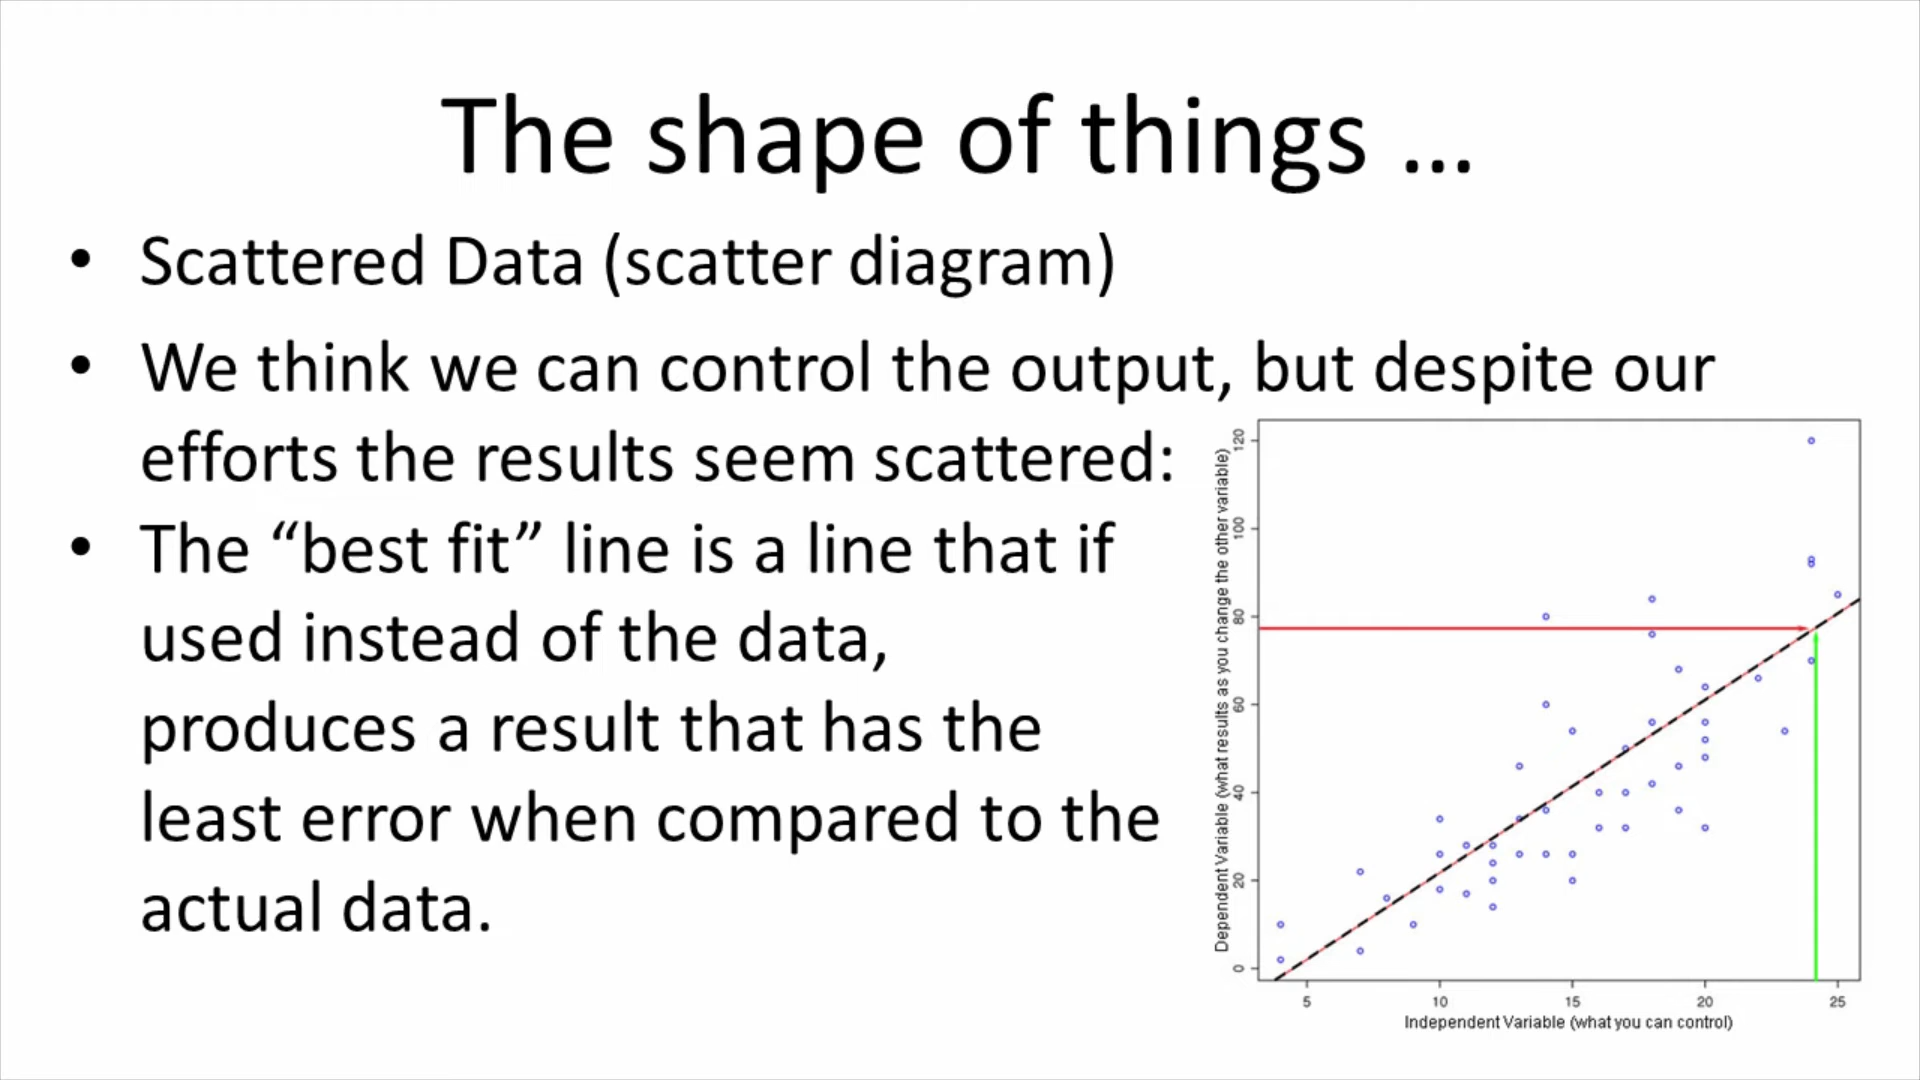 The shape of things ...
• Scattered Data (scatter diagram)
• We think we can control the output, but despite our
efforts the results seem scattered:
• The “best fit” line is a line that if
used instead of the data,
produces a result that has the
least error when compared to the
actual data.
Dependent Variable (what results as you change the other variable)
120
100
80
60
40
20
0
5 10 15 20 25
Independent Variable (what you can control)